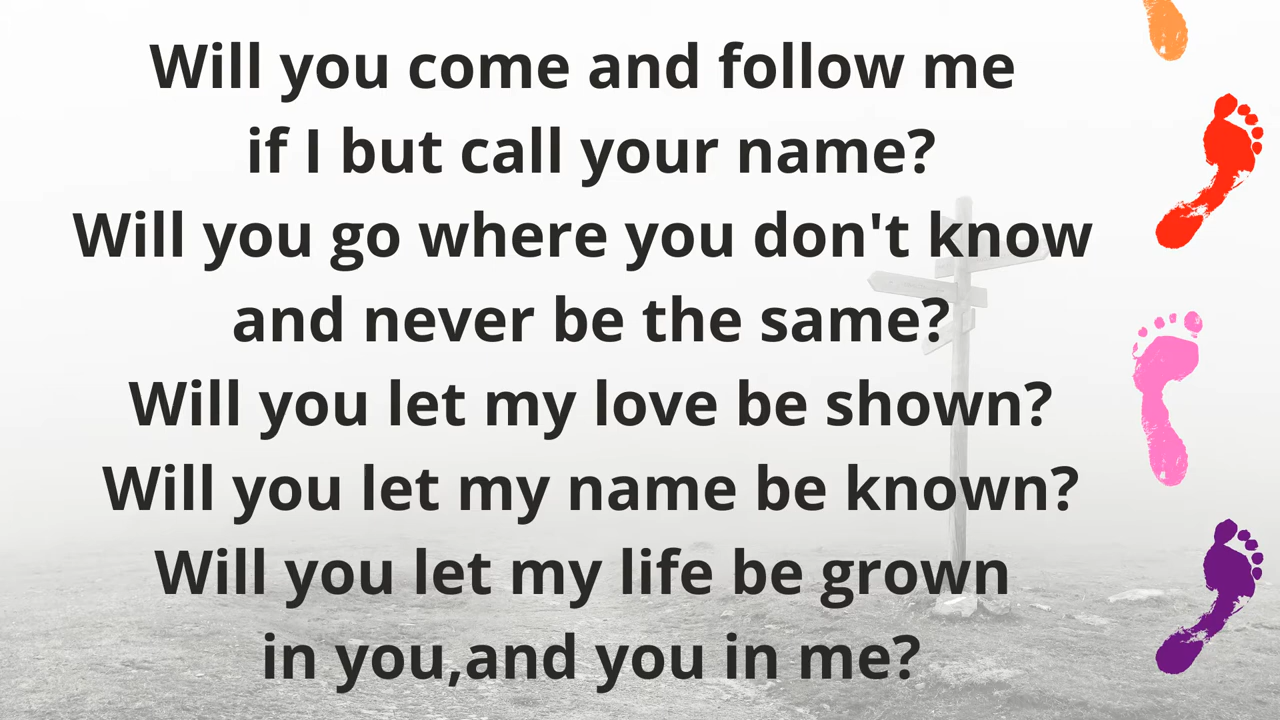 Will you come and follow me
if I but call your name?
Will you go where you don't know
and never be the same?
Will you let my love be shown?
Will you let my name be known?
Will you let my life be grown
in you,and you in me?